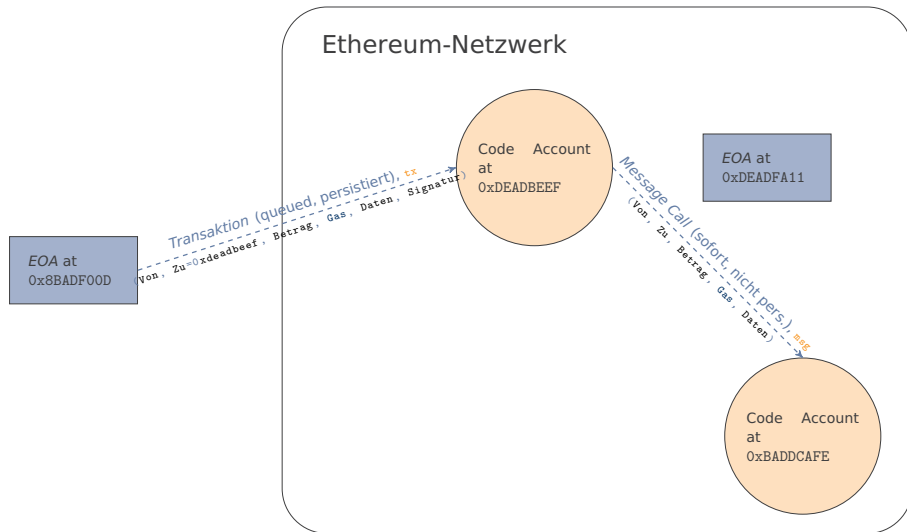 Ethereum-Netzwerk
EOA at
0x8BADF00D
Transaktion (queued, persistiert), tx
(Von, Zu=0xdeadbeef, Betrag, Gas, Daten, Signatur)
Code Account
at
0xDEADBEEF
Message Call (sofort, nicht pers.), msg
(Von, Zu, Betrag, Gas, Daten)
EOA at
0xDEADFA11
Code Account
at
0xBADDCAFE